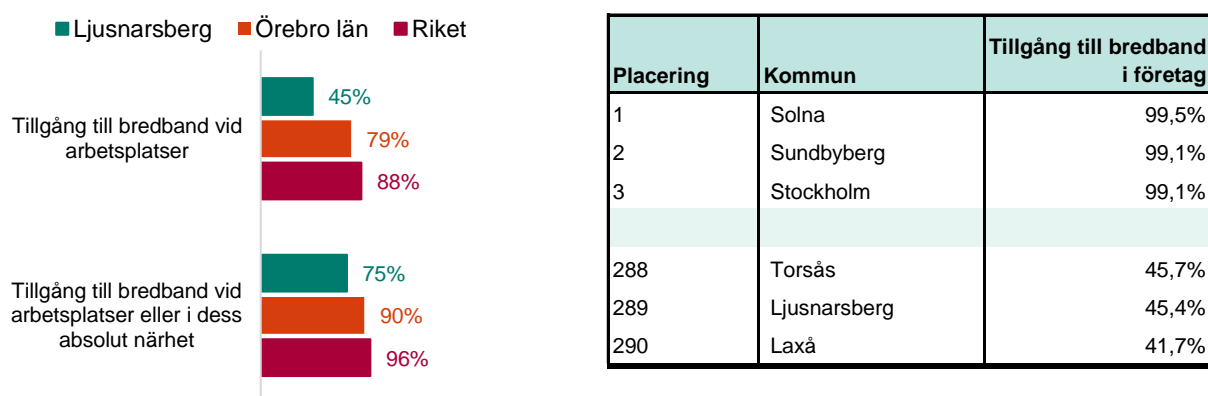 Ljusnarsberg Örebro län Riket
Tillgång till bredband vid
arbetsplatser
45%
79%
88%
Tillgång till bredband vid
arbetsplatser eller i dess
absolut närhet
75%
90%
96%
Placering Kommun Tillgång till bredband
i företag
1 Solna 99,5%
2 Sundbyberg 99,1%
3 Stockholm 99,1%
288 Torsås 45,7%
289 Ljusnarsberg 45,4%
290 Laxå 41,7%